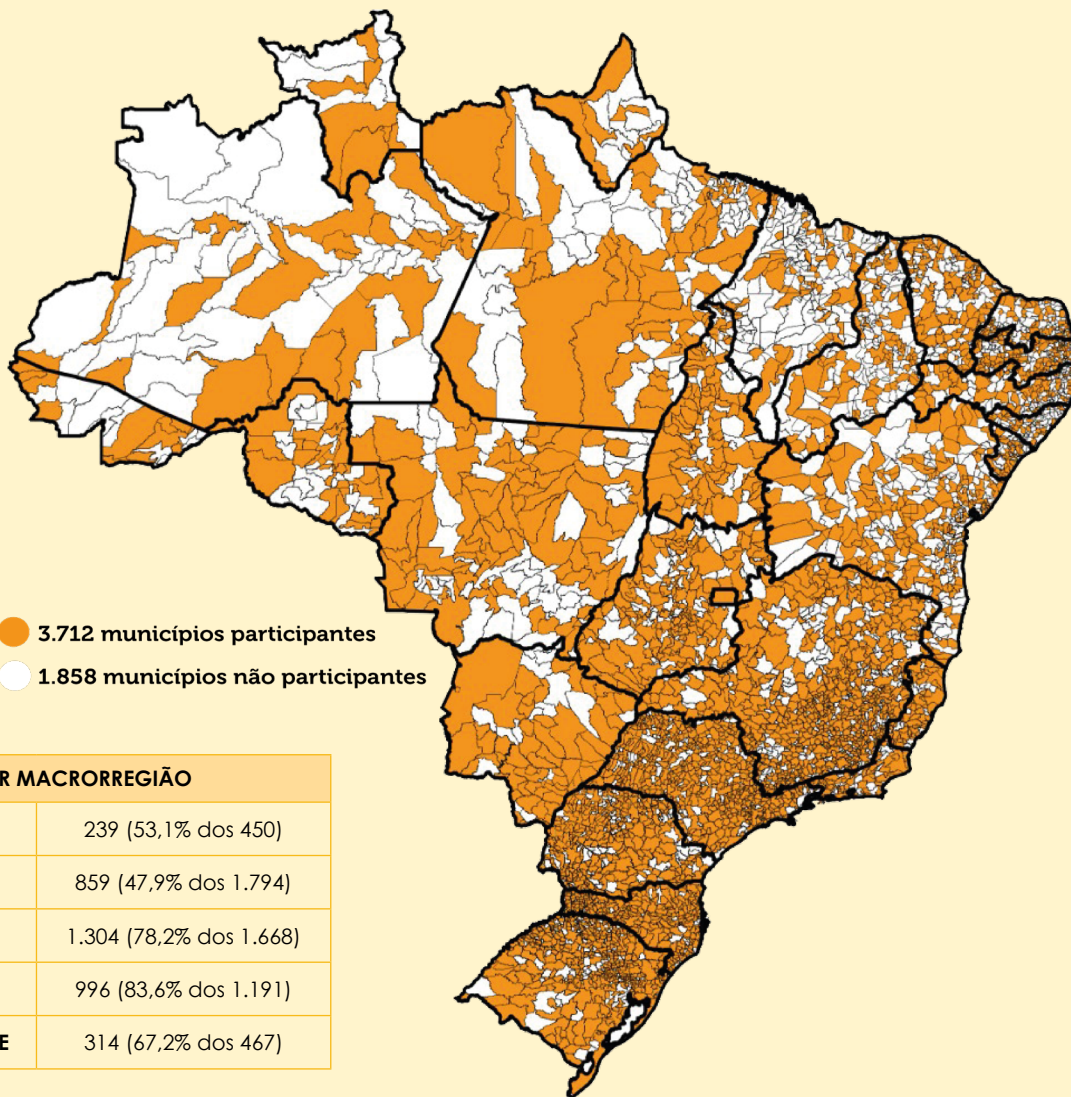 3.712 municípios participantes
1.858 municípios não participantes
R MACRORREGIÃO
239 (53,1% dos 450)
859 (47,9% dos 1.794)
1.304 (78,2% dos 1.668)
996 (83,6% dos 1.191)
E 314 (67,2% dos 467)